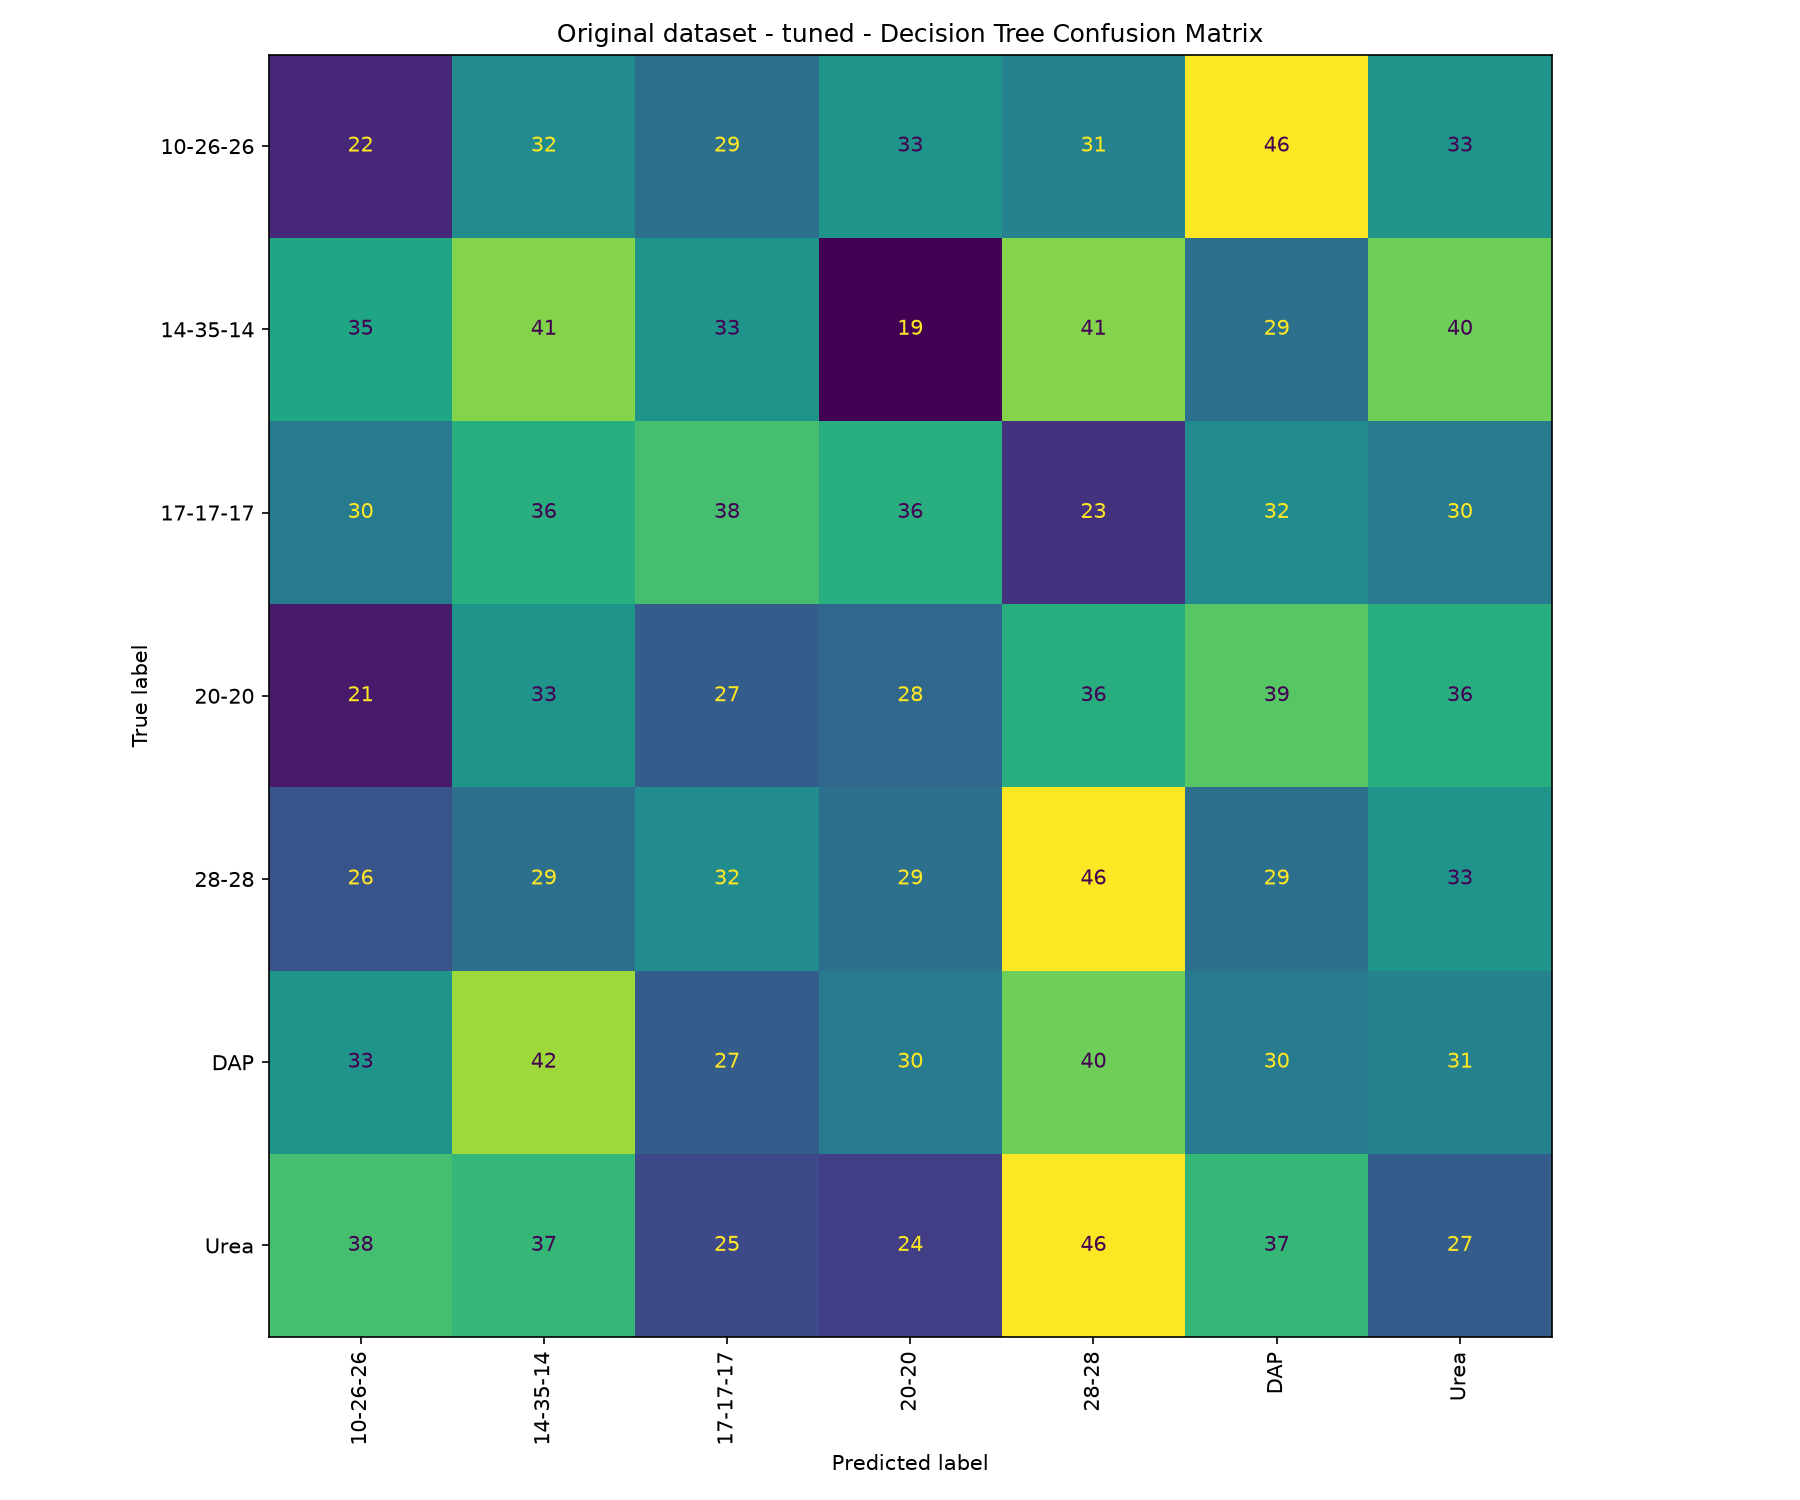 Original dataset - tuned - Decision Tree Confusion Matrix
10-26-26 22 32 29 33 31 46 33
14-35-14 35 41 33 19 41 29 40
17-17-17 30 36 38 36 23 32 30
True label
20-20 21 33 27 28 36 39 36
28-28 26 29 32 29 46 29 33
DAP 33 42 27 30 40 30 31
Urea 38 37 25 24 46 37 27
10-26-26 14-35-14 17-17-17 20-20 28-28 DAP Urea
Predicted label